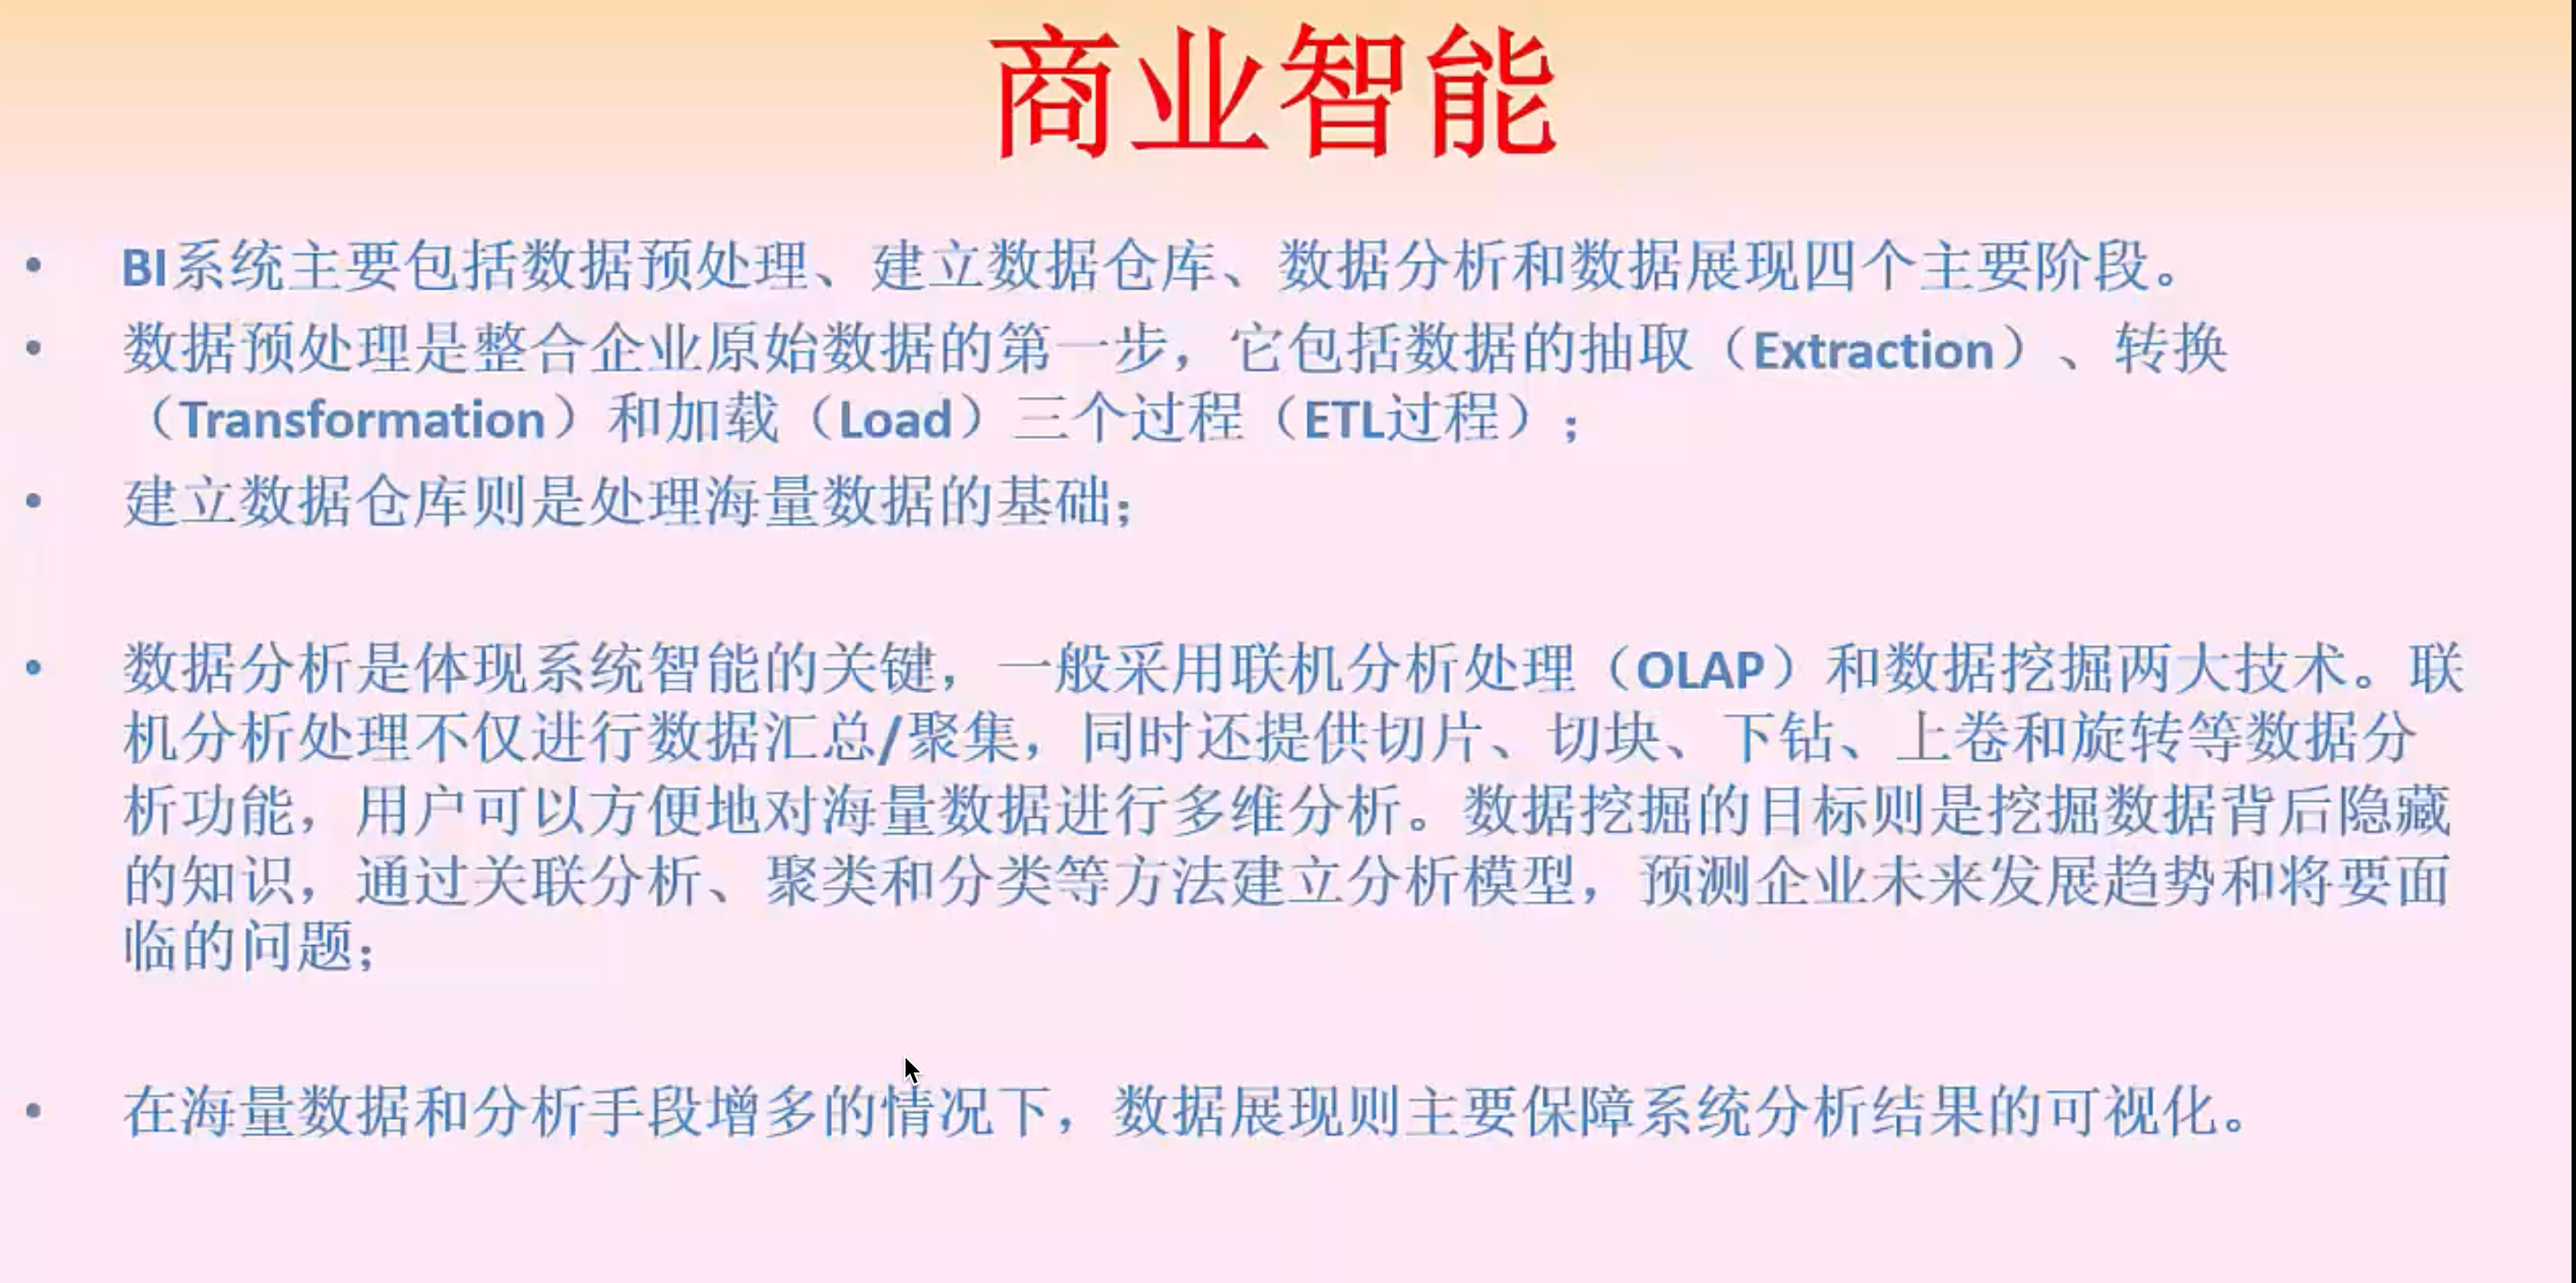 商业智能
• BI系统主要包括数据预处理、建立数据仓库、数据分析和数据展现四个主要阶段。
• 数据预处理是整合企业原始数据的第一步，它包括数据的抽取（Extraction）、转换
（Transformation）和加载（Load）三个过程（ETL过程）；
• 建立数据仓库则是处理海量数据的基础；
• 数据分析是体现系统智能的关键，一般采用联机分析处理（OLAP）和数据挖掘两大技术。联
机分析处理不仅进行数据汇总/聚集，同时还提供切片、切块、下钻、上卷和旋转等数据分
析功能，用户可以方便地对海量数据进行多维分析。数据挖掘的目标则是挖掘数据背后隐藏
的知识，通过关联分析、聚类和分类等方法建立分析模型，预测企业未来发展趋势和将要面
临的问题；
• 在海量数据和分析手段增多的情况下，数据展现则主要保障系统分析结果的可视化。